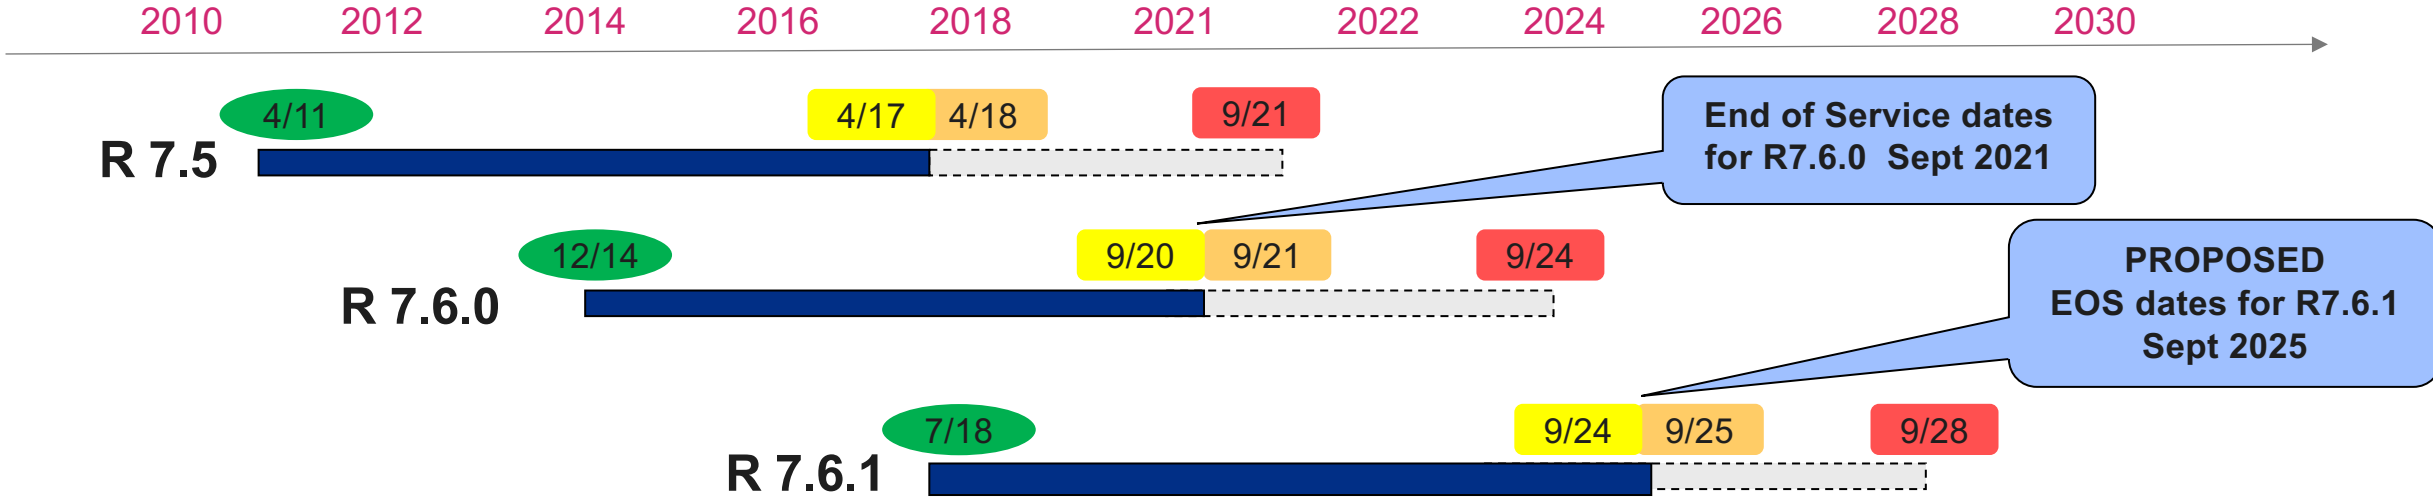 2010 2012 2014 2016 2018 2021 2022 2024 2026 2028 2030
4/11 4/17 4/18 9/21
R 7.5
End of Service dates
for R7.6.0  Sept 2021
12/14 9/20 9/21 9/24
R 7.6.0
PROPOSED
EOS dates for R7.6.1
Sept 2025
7/18 9/24 9/25 9/28
R 7.6.1